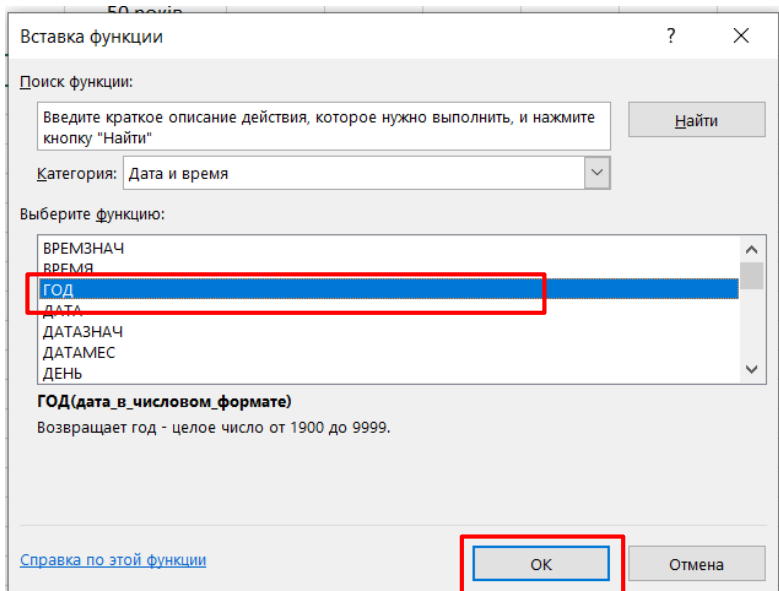 50 років
Вставка функции
?
Поиск функции:
Введите краткое описание действия, которое нужно выполнить, и нажмите
кнопку "Найти"
Найти
Категория: Дата и время
Выберите функцию:
ВРЕМЗНАЧ
ВРЕМЯ
ГОД
ДАТА
ДАТАЗНАЧ
ДАТАМЕС
ДЕНЬ
ГОД(дата_в_числовом_формате)
Возвращает год - целое число от 1900 до 9999.
Справка по этой функции
ОК
Отмена